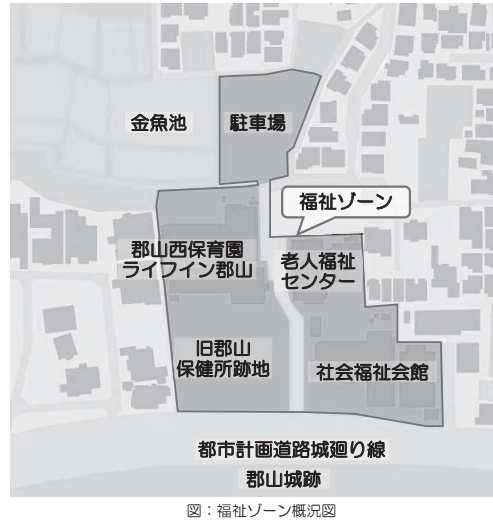 金魚池
駐車場
福祉ゾーン
郡山西保育園
ライフイン郡山
老人福祉
センター
旧郡山
保健所跡地
社会福祉会館
都市計画道路城廻り線
郡山城跡
図：福祉ゾーン概況図